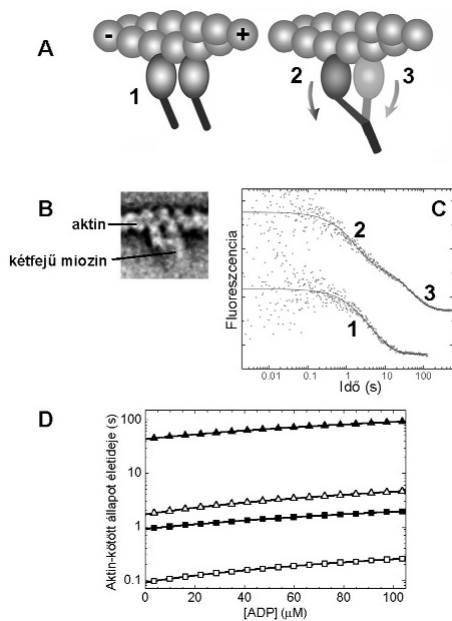 A
-
+
1
2
3
B
aktin
kétfejű miozin
C
Fluoreszcencia
2
1
3
0.01
0.1
1
10
100
Idő (s)
D
Aktin-kötött állapot életideje (s)
100
10
1
0.1
0
20
40
60
80
100
[ADP] (µM)